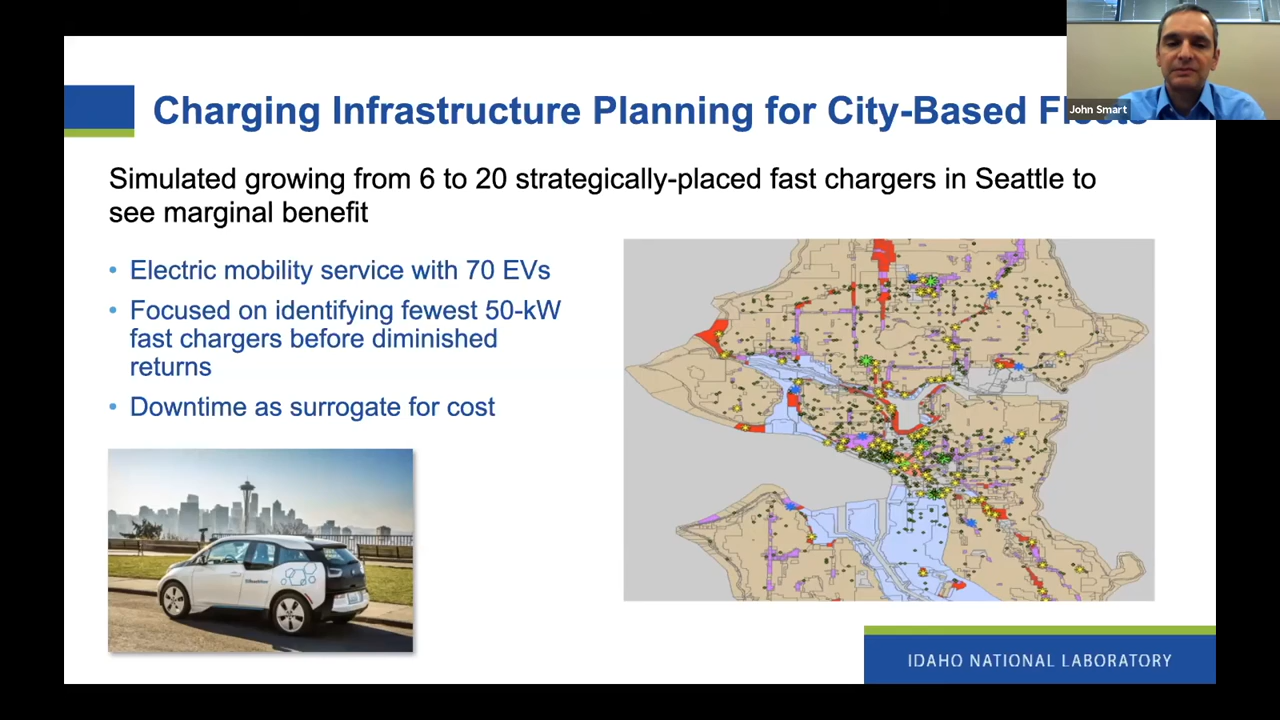 John Smart
Charging Infrastructure Planning for City-Based
Simulated growing from 6 to 20 strategically-placed fast chargers in Seattle to
see marginal benefit
• Electric mobility service with 70 EVs
• Focused on identifying fewest 50-kW
fast chargers before diminished
returns
• Downtime as surrogate for cost
IDAHO NATIONAL LABORATORY